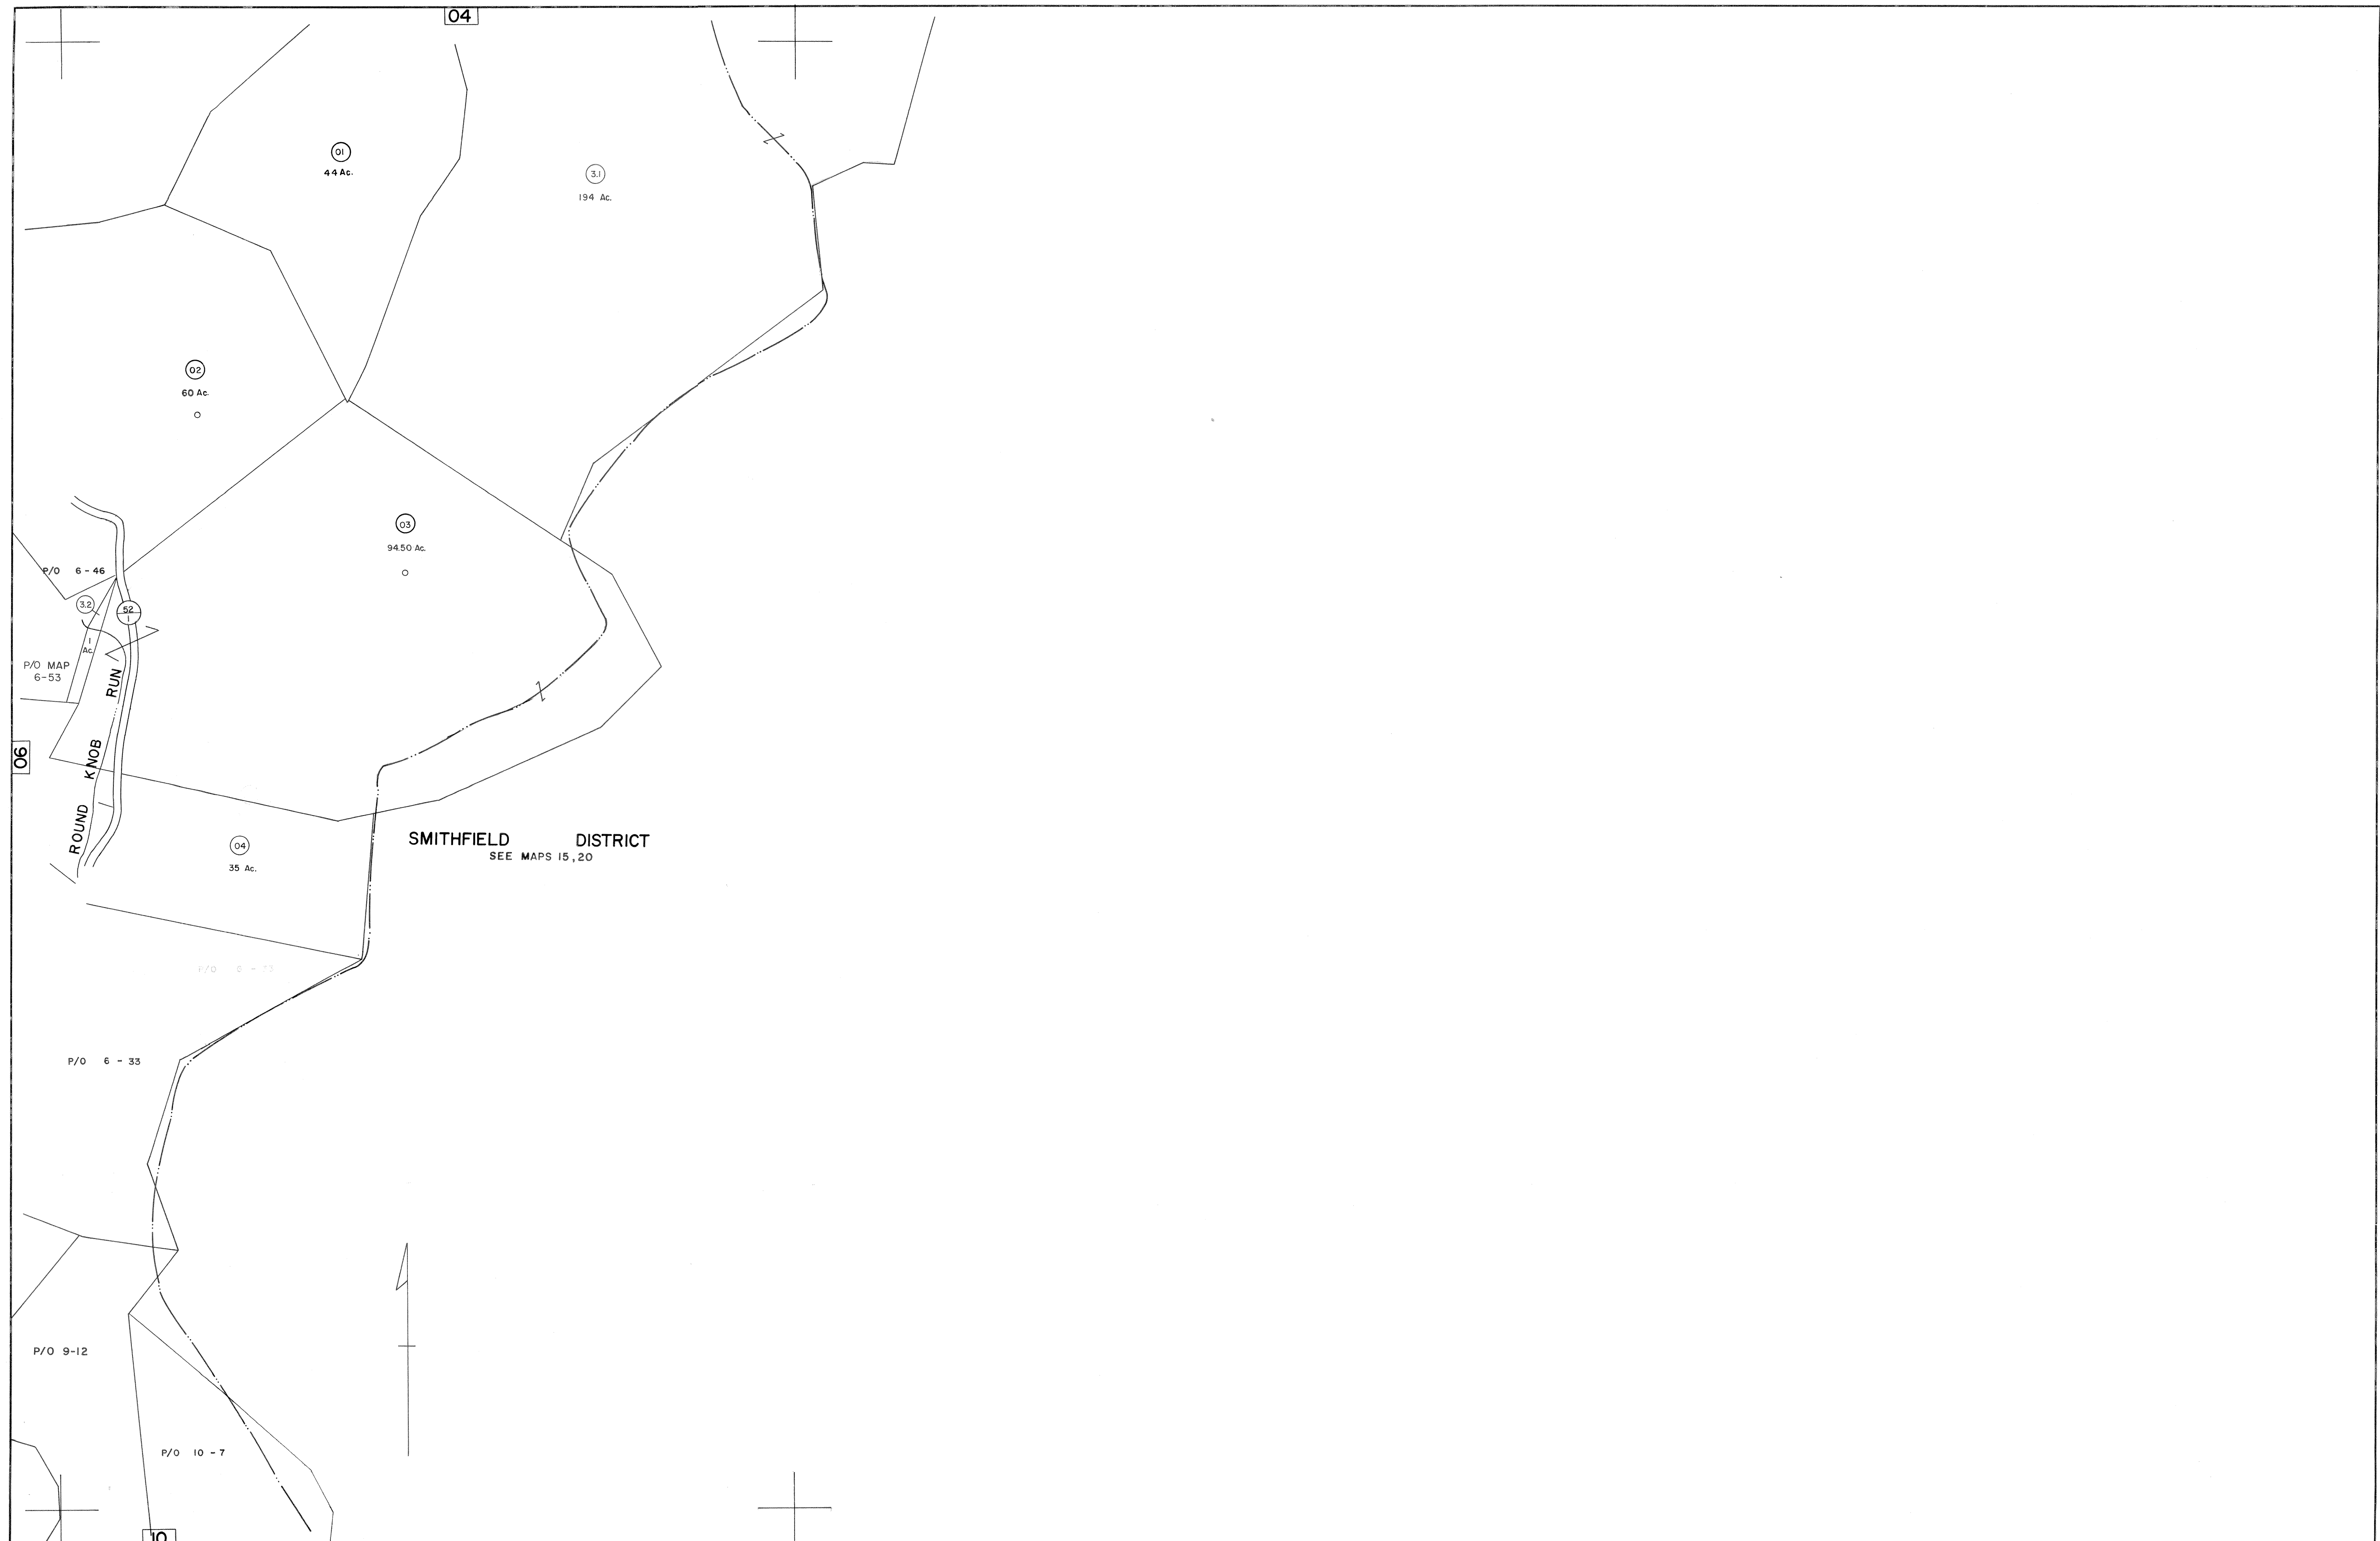 04
01
44 Ac.
3.1
194 Ac.
02
60 Ac.
03
94.50 Ac.
P/O 6 - 46
3.2
52
1
1
Ac.
P/O MAP
6-53
ROUND KNOB RUN
06
04
35 Ac.
SMITHFIELD DISTRICT
SEE MAPS 15,20
P/O 6 - 33
P/O 9-12
P/O 10 - 7
10